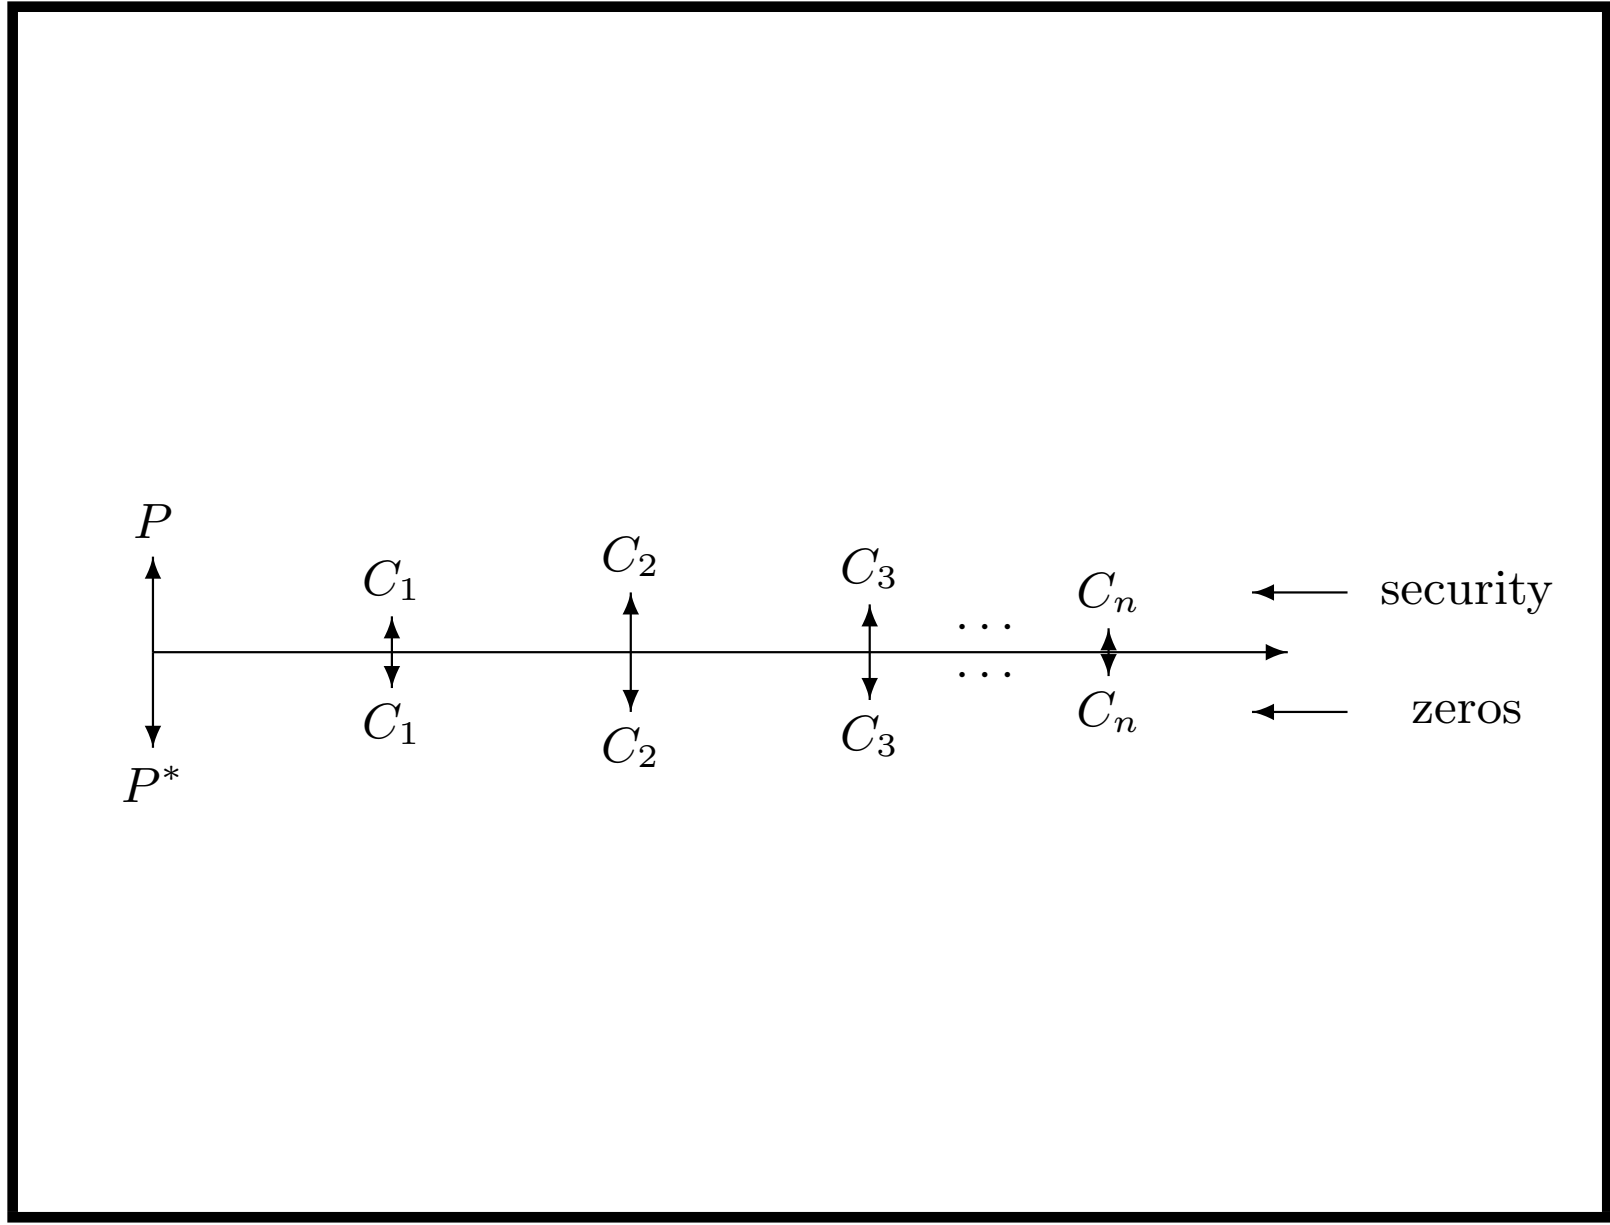 P
C₁ C₂ C₃ ... Cₙ security
C₁ C₂ C₃ ... Cₙ zeros
P*